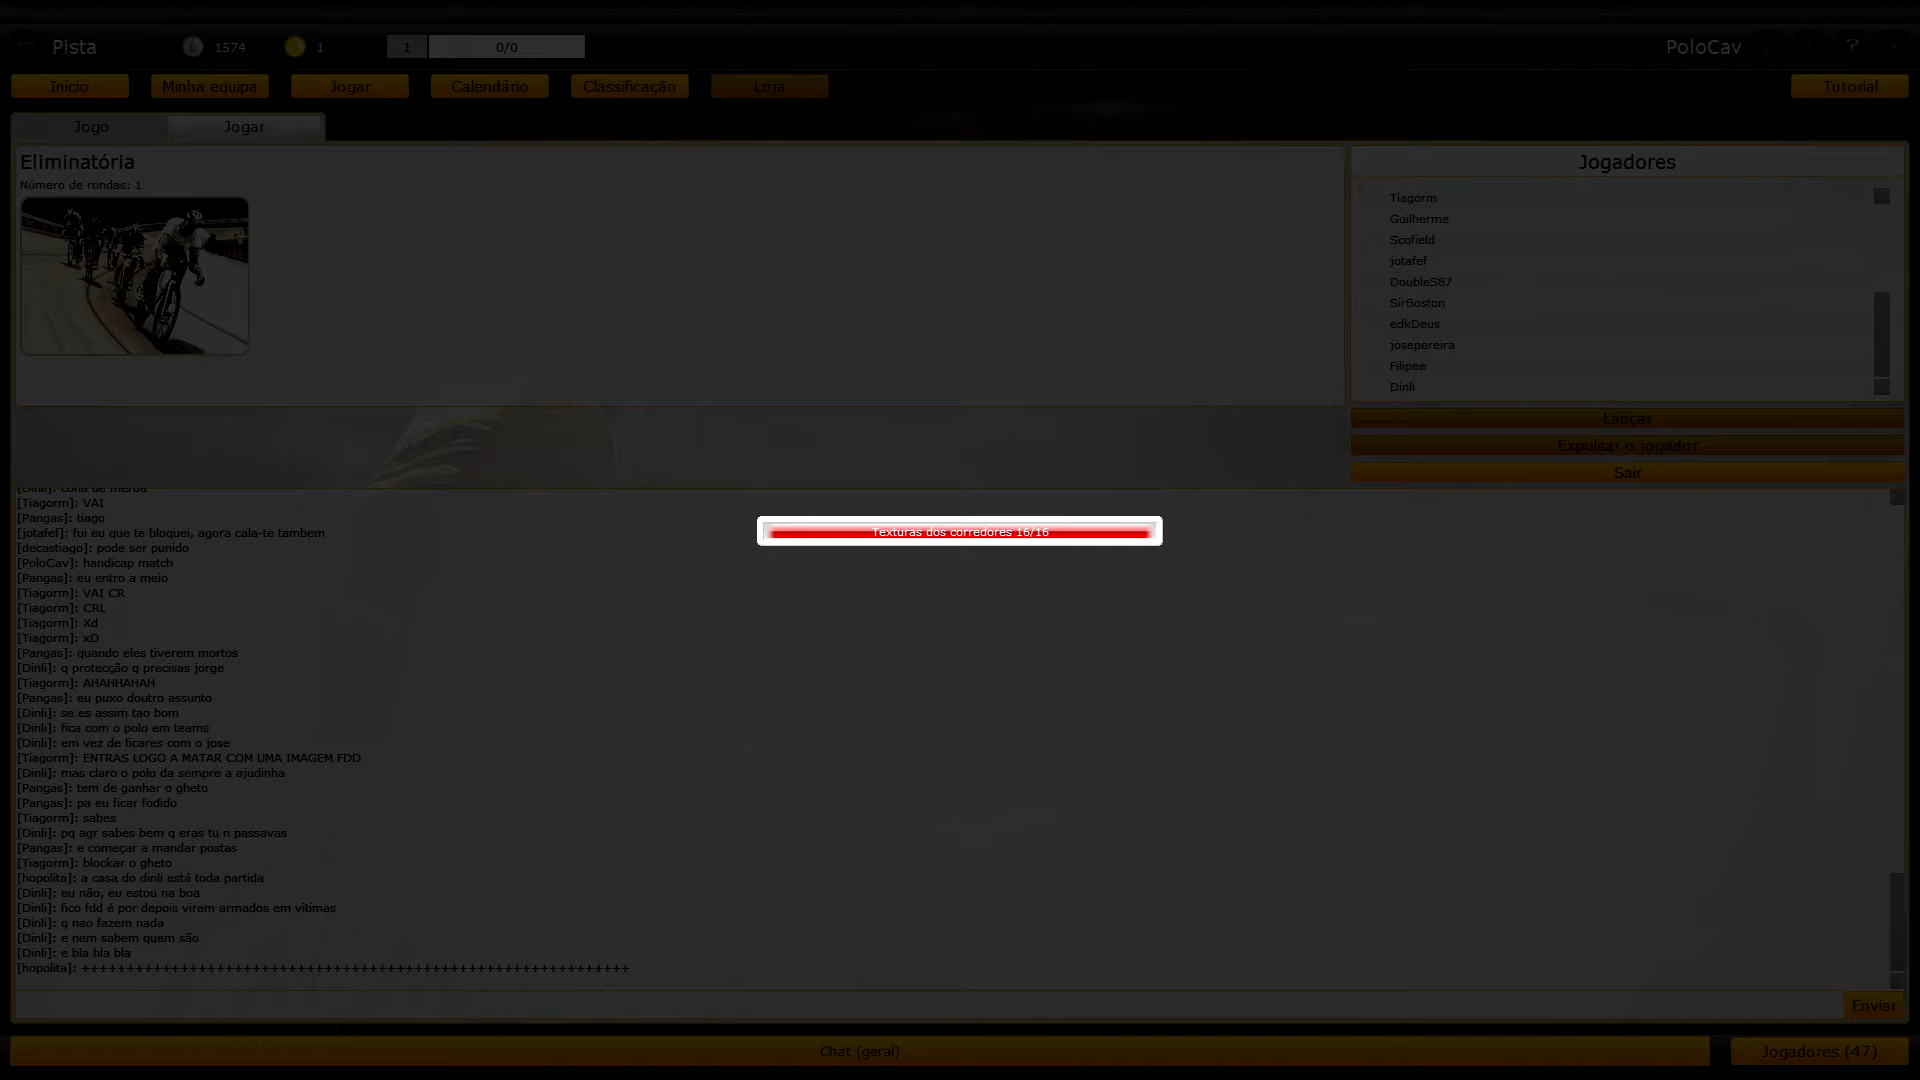 Pista
1574
1
1
0/0
PoloCav
?
Inicio
Minha equipa
Jogar
Calendário
Classificação
Loja
Tutorial
Jogo
Jogar
Eliminatória
Número de rondas: 1
Jogadores
Tiagorm
Guilherme
Scofield
jotafef
DoubleS87
SirBoston
edkDeus
josepereira
Filipee
Dinli
Lançar
Expulsar o jogador
Sair
[Dinli]: cona de merda
[Tiagorm]: VAI
[Pangas]: tiago
[jotafef]: fui eu que te bloquei, agora cala-te tambem
[decastiago]: pode ser punido
[PoloCav]: handicap match
[Pangas]: eu entro a meio
[Tiagorm]: VAI CR
[Tiagorm]: CRL
[Tiagorm]: Xd
[Tiagorm]: xD
[Pangas]: quando eles tiverem mortos
[Dinli]: q protecção q precisas jorge
[Tiagorm]: AHAHHAHAH
[Pangas]: eu puxo doutro assunto
[Dinli]: se es assim tao bom
[Dinli]: fica com o polo em teams
[Dinli]: em vez de ficares com o jose
[Tiagorm]: ENTRAS LOGO A MATAR COM UMA IMAGEM FDD
[Dinli]: mas claro o polo da sempre a ajudinha
[Pangas]: tem de ganhar o gheto
[Pangas]: pa eu ficar fodido
[Tiagorm]: sabes
[Dinli]: pq agr sabes bem q eras tu n passavas
[Pangas]: e começar a mandar postas
[Tiagorm]: blockar o gheto
[hopolita]: a casa do dinli está toda partida
[Dinli]: eu não, eu estou na boa
[Dinli]: fico fdd é por depois virem armados em vitimas
[Dinli]: q nao fazem nada
[Dinli]: e nem sabem quem são
[Dinli]: e bla bla bla
[hopolita]: +++++++++++++++++++++++++++++++++++++++++++++++++++++++++++++
Texturas dos corredores 16/16
Enviar
Chat (geral)
Jogadores (47)